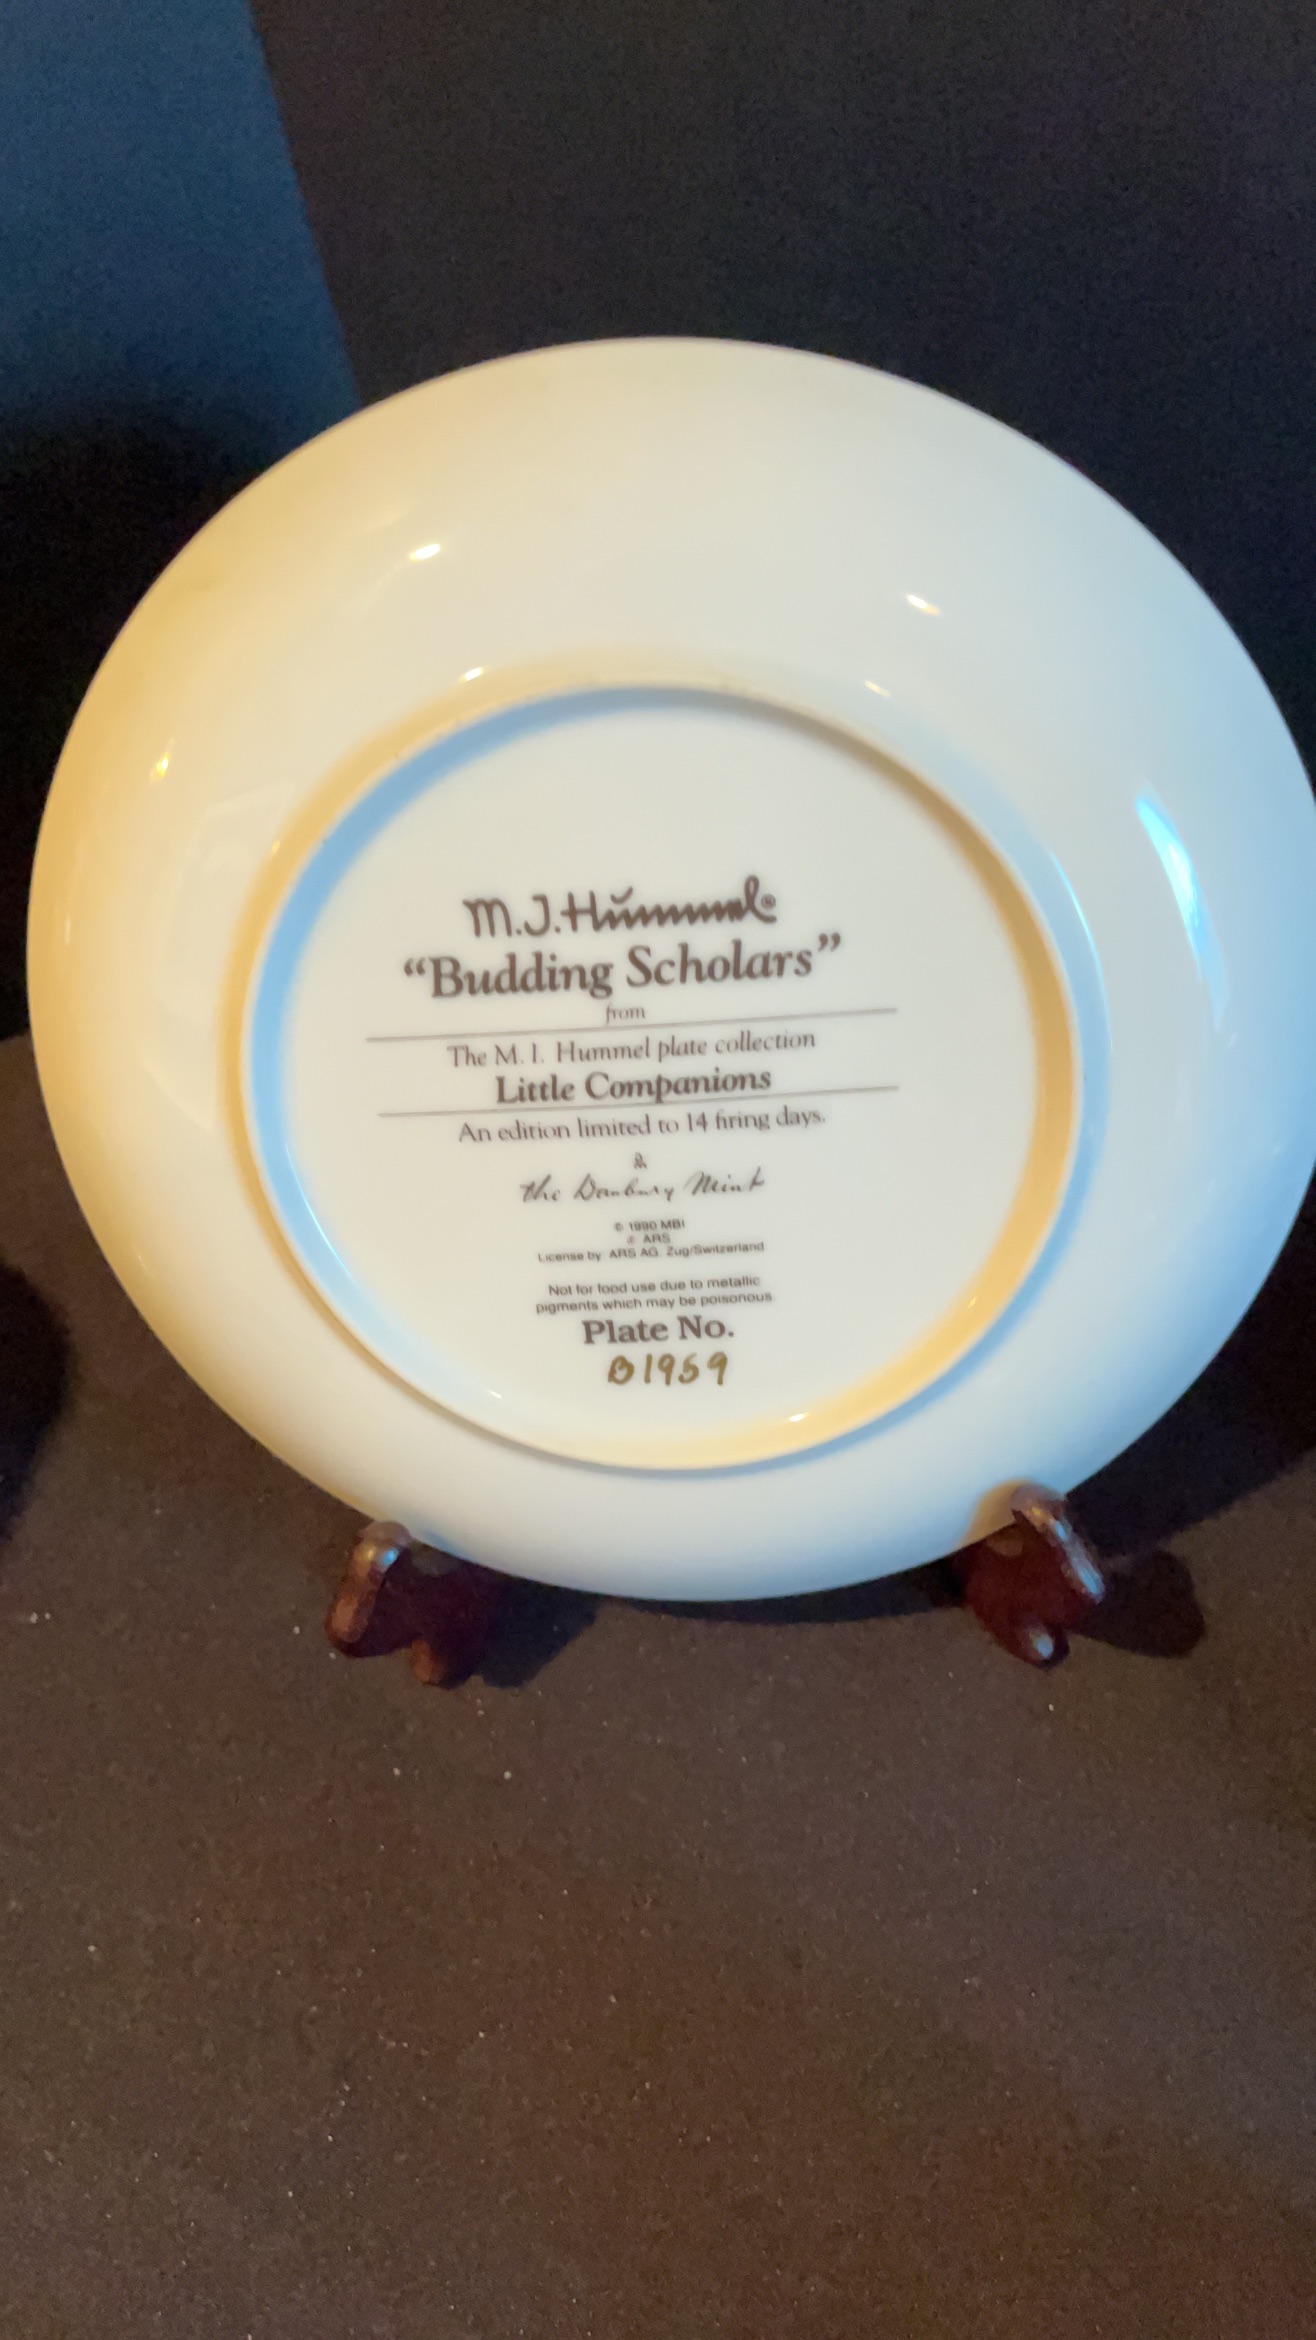 M.J. Hummel®
“Budding Scholars”
from
The M. I. Hummel plate collection
Little Companions
An edition limited to 14 firing days.
the Danbury Mint
© 1990 MBI
© ARS
License by ARS AG Zug/Switzerland
Not for food use due to metallic
pigments which may be poisonous
Plate No.
B1959